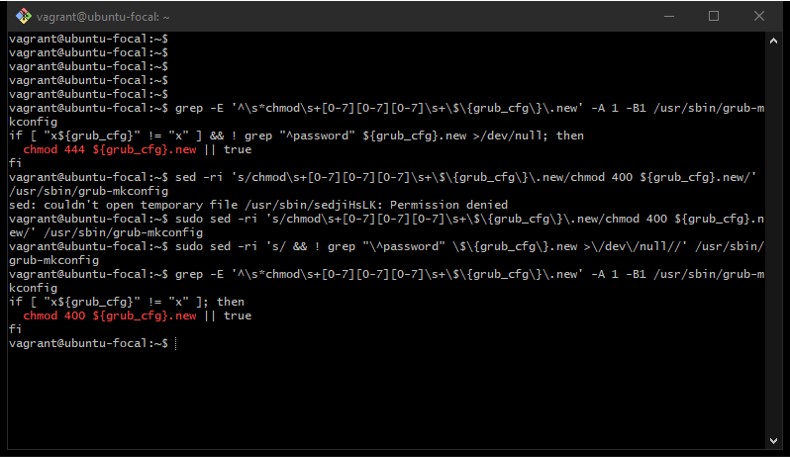 vagrant@ubuntu-focal: ~
vagrant@ubuntu-focal:~$
vagrant@ubuntu-focal:~$
vagrant@ubuntu-focal:~$
vagrant@ubuntu-focal:~$
vagrant@ubuntu-focal:~$
vagrant@ubuntu-focal:~$ grep -E '^\s*chmod\s+[0-7][0-7][0-7]\s+\$\{grub_cfg\}\.new' -A 1 -B1 /usr/sbin/grub-m
kconfig
if [ "x${grub_cfg}" != "x" ] && ! grep "^password" ${grub_cfg}.new >/dev/null; then
  chmod 444 ${grub_cfg}.new || true
fi
vagrant@ubuntu-focal:~$ sed -ri 's/chmod\s+[0-7][0-7][0-7]\s+\$\{grub_cfg\}\.new/chmod 400 ${grub_cfg}.new/'
/usr/sbin/grub-mkconfig
sed: couldn't open temporary file /usr/sbin/sedjiHsLK: Permission denied
vagrant@ubuntu-focal:~$ sudo sed -ri 's/chmod\s+[0-7][0-7][0-7]\s+\$\{grub_cfg\}\.new/chmod 400 ${grub_cfg}.n
ew/' /usr/sbin/grub-mkconfig
vagrant@ubuntu-focal:~$ sudo sed -ri 's/ && ! grep "\^password" \$\{grub_cfg\}.new >\/dev\/null//' /usr/sbin/
grub-mkconfig
vagrant@ubuntu-focal:~$ grep -E '^\s*chmod\s+[0-7][0-7][0-7]\s+\$\{grub_cfg\}\.new' -A 1 -B1 /usr/sbin/grub-m
kconfig
if [ "x${grub_cfg}" != "x" ]; then
  chmod 400 ${grub_cfg}.new || true
fi
vagrant@ubuntu-focal:~$